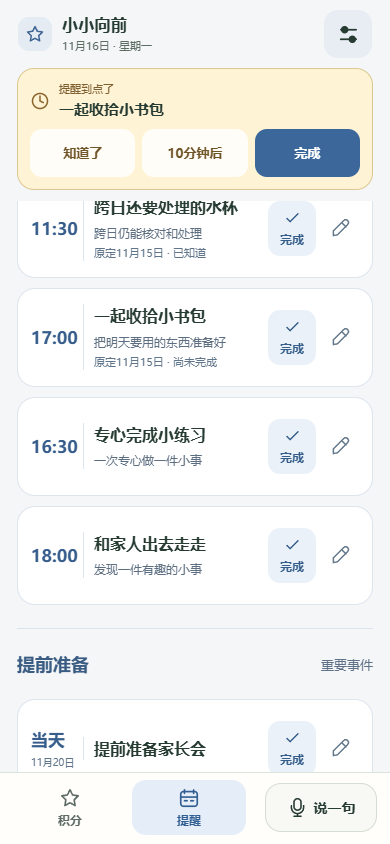 小小向前
11月16日 · 星期一
提醒到点了
一起收拾小书包
知道了
10分钟后
完成
11:30
跨日还要处理的水杯
跨日仍能核对和处理
原定11月15日 · 已知道
完成
17:00
一起收拾小书包
把明天要用的东西准备好
原定11月15日 · 尚未完成
完成
16:30
专心完成小练习
一次专心做一件小事
完成
18:00
和家人出去走走
发现一件有趣的小事
完成
提前准备
重要事件
当天
11月20日
提前准备家长会
完成
积分
提醒
说一句